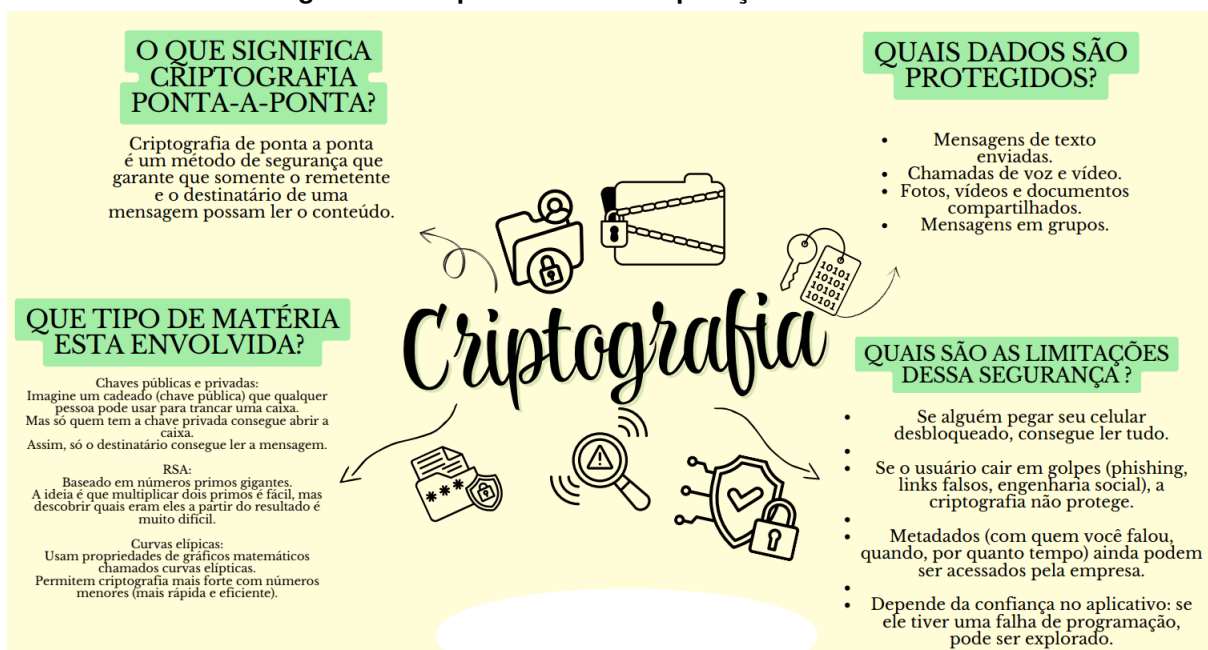 O QUE SIGNIFICA
CRIPTOGRAFIA
PONTA-A-PONTA?
Criptografia de ponta a ponta
é um método de segurança que
garante que somente o remetente
e o destinatário de uma
mensagem possam ler o conteúdo.
QUAIS DADOS SÃO
PROTEGIDOS?
• Mensagens de texto
enviadas.
• Chamadas de voz e vídeo.
• Fotos, vídeos e documentos
compartilhados.
• Mensagens em grupos.
10101
10101
10101
10101
Criptografia
QUE TIPO DE MATÉRIA
ESTA ENVOLVIDA?
Chaves públicas e privadas:
Imagine um cadeado (chave pública) que qualquer
pessoa pode usar para trancar uma caixa.
Mas só quem tem a chave privada consegue abrir a
caixa.
Assim, só o destinatário consegue ler a mensagem.
RSA:
Baseado em números primos gigantes.
A ideia é que multiplicar dois primos é fácil, mas
descobrir quais eram eles a partir do resultado é
muito difícil.
Curvas elípicas:
Usam propriedades de gráficos matemáticos
chamados curvas elípticas.
Permitem criptografia mais forte com números
menores (mais rápida e eficiente).
***
QUAIS SÃO AS LIMITAÇÕES
DESSA SEGURANÇA ?
• Se alguém pegar seu celular
desbloqueado, consegue ler tudo.
•
• Se o usuário cair em golpes (phishing,
links falsos, engenharia social), a
criptografia não protege.
•
• Metadados (com quem você falou,
quando, por quanto tempo) ainda podem
ser acessados pela empresa.
•
• Depende da confiança no aplicativo: se
ele tiver uma falha de programação,
pode ser explorado.